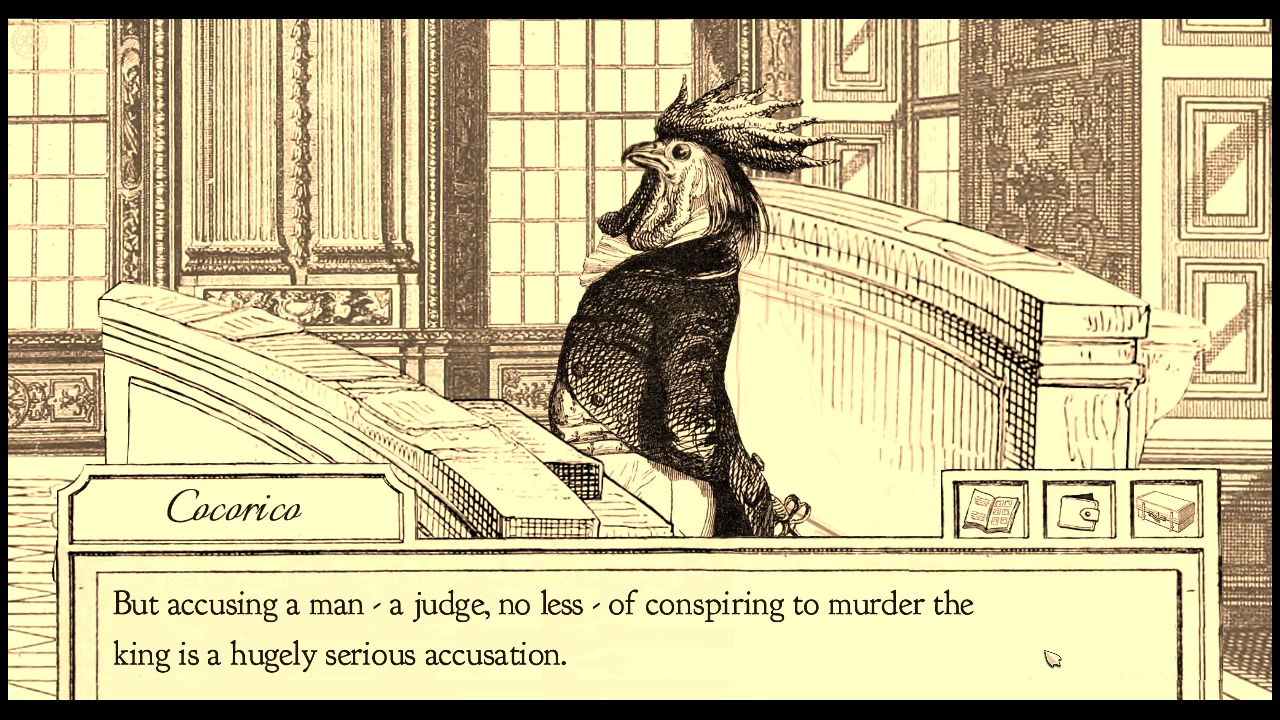 Cocorico
But accusing a man - a judge, no less - of conspiring to murder the
king is a hugely serious accusation.